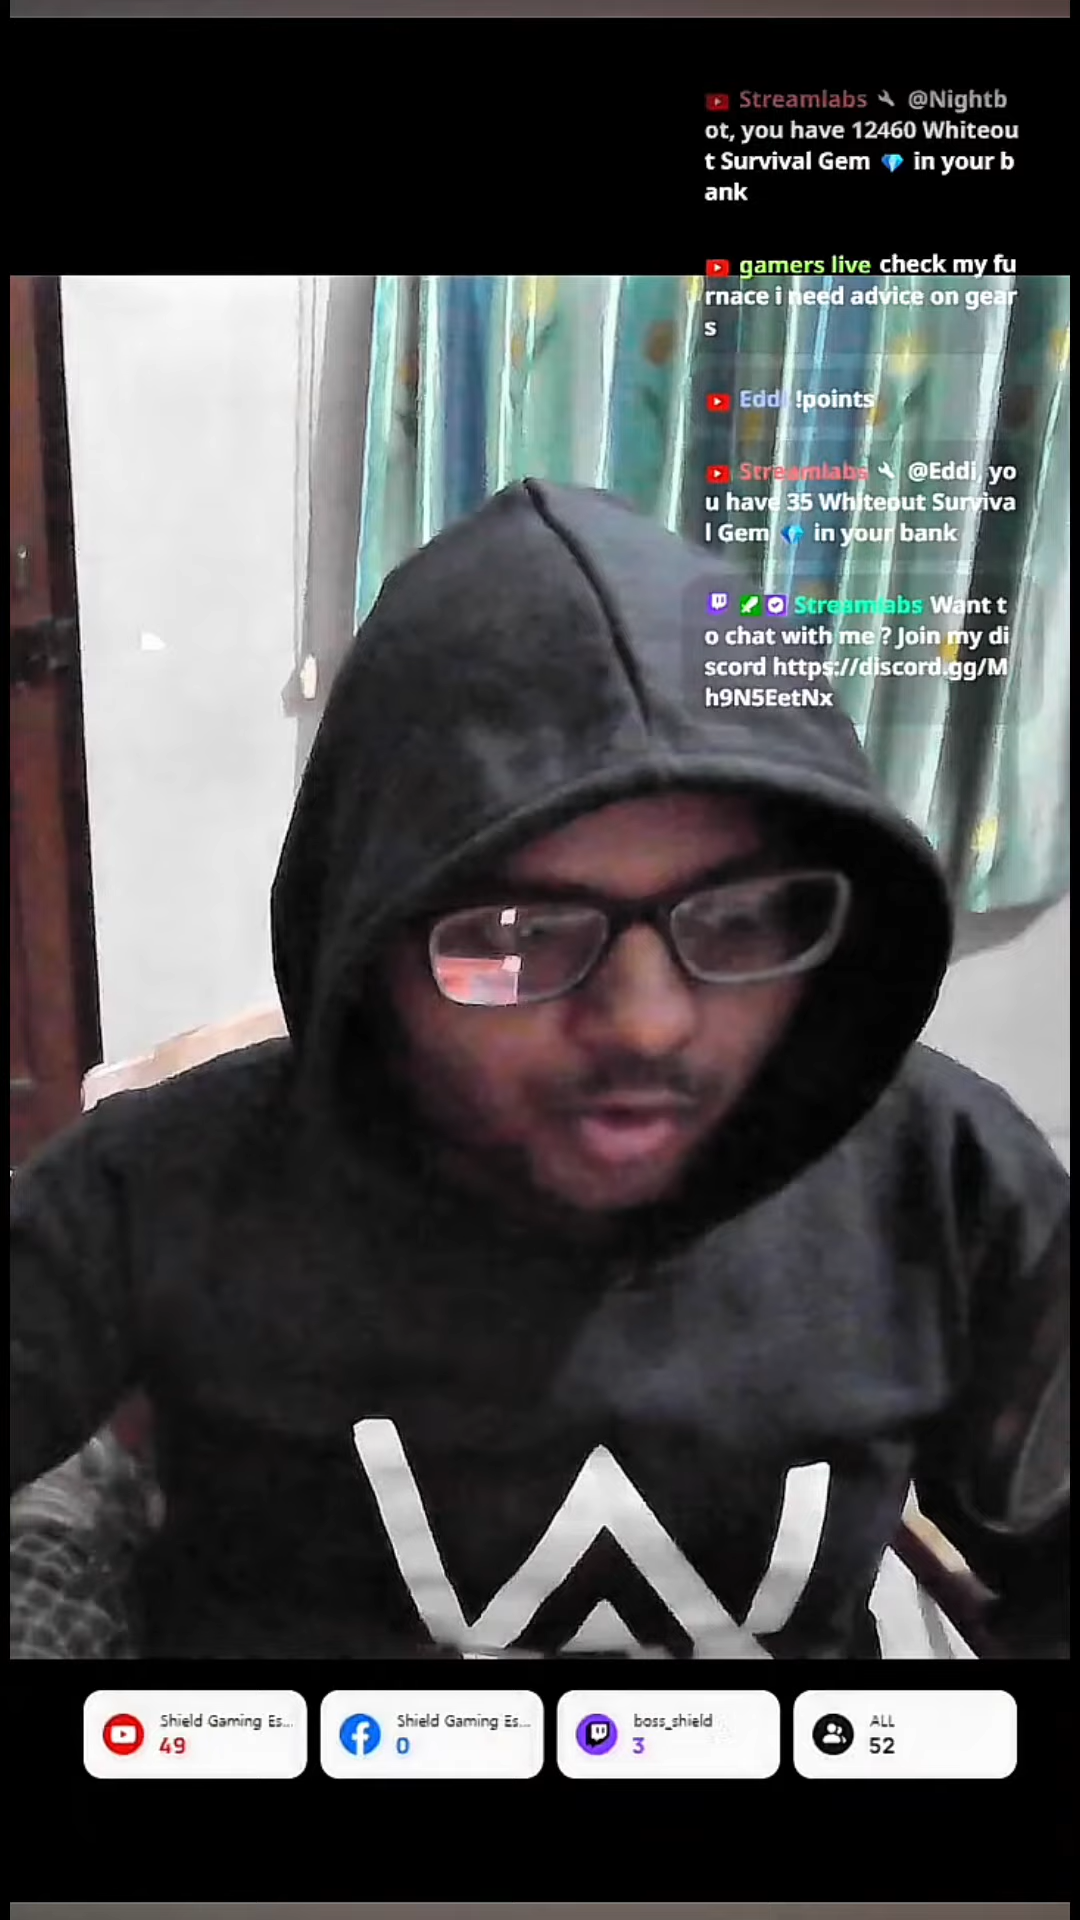 Streamlabs @Nightb
ot, you have 12460 Whiteou
t Survival Gem 💎 in your b
ank
gamers live check my fu
rnace i need advice on gear
s
Eddi !points
Streamlabs @Eddi, yo
u have 35 Whiteout Surviva
l Gem 💎 in your bank
Streamlabs Want t
o chat with me ? Join my di
scord https://discord.gg/M
h9N5EetNx
Shield Gaming Es...
49
Shield Gaming Es...
0
boss_shield
3
ALL
52